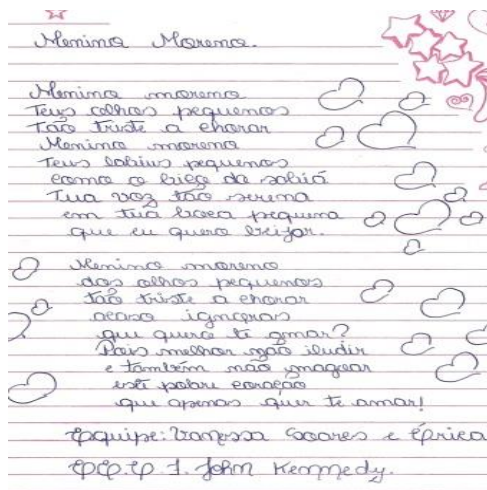 Menina Morena.
Menina morena
Teus olhos pequenos
Tão triste a chorar
Menina morena
Teus labius pequenos
como o biço do sabiá
Tua voz tão serena
em tua boca pequena
que eu quero beijar.
Menina morena
dos olhos pequenos
tão triste a chorar
acaso ignoras
que quero te amar?
Pois melhor não iludir
e também não magoar
este pobre coração
que apenas quer te amar!
Equipe: Vanessa Soares e Érica
J. John Kennedy.